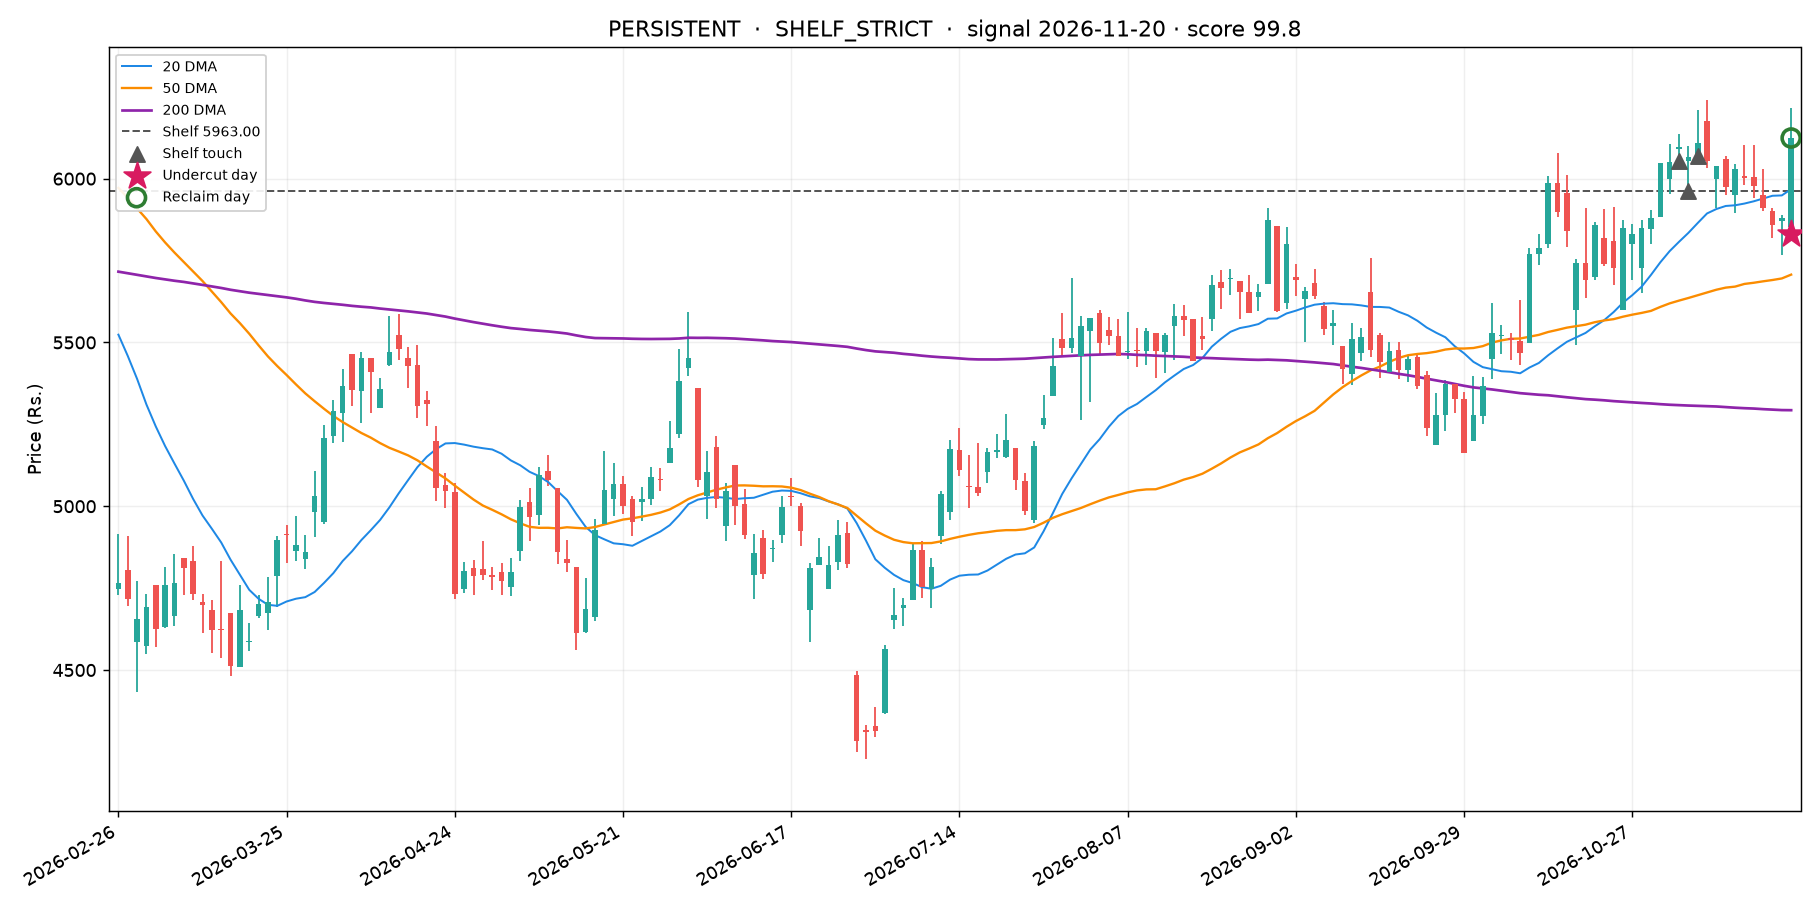 PERSISTENT · SHELF_STRICT · signal 2026-11-20 · score 99.8
20 DMA
50 DMA
200 DMA
Shelf 5963.00
Shelf touch
Undercut day
Reclaim day
Price (Rs.)
6000
5500
5000
4500
2026-02-26
2026-03-25
2026-04-24
2026-05-21
2026-06-17
2026-07-14
2026-08-07
2026-09-02
2026-09-29
2026-10-27